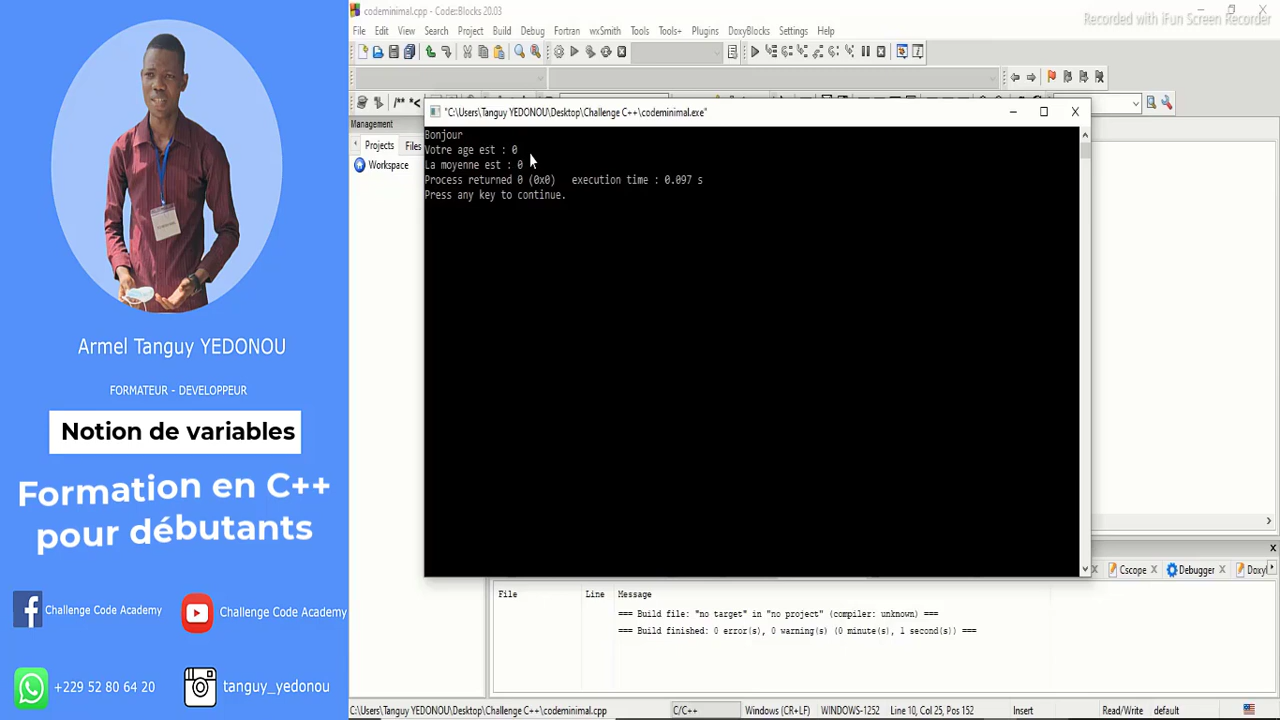 Armel Tanguy YEDONOU
FORMATEUR - DEVELOPPEUR
Notion de variables
Formation en C++
pour débutants
Challenge Code Academy
Challenge Code Academy
+229 52 80 64 20
tanguy_yedonou
codeminimal.cpp - Code::Blocks 20.03
Recorded with iFun Screen Recorder
File Edit View Search Project Build Debug Fortran wxSmith Tools Tools+ Plugins DoxyBlocks Settings Help
/** *<
Management
Projects Files
Workspace
"C:\Users\Tanguy YEDONOU\Desktop\Challenge C++\codeminimal.exe"
Bonjour
Votre age est : 0
La moyenne est : 0
Process returned 0 (0x0) execution time : 0.097 s
Press any key to continue.
Cscope Debugger
File Line Message
=== Build file: "no target" in "no project" (compiler: unknown) ===
=== Build finished: 0 error(s), 0 warning(s) (0 minute(s), 1 second(s)) ===
C:\Users\Tanguy YEDONOU\Desktop\Challenge C++\codeminimal.cpp C/C++ Windows (CR+LF) WINDOWS-1252 Line 10, Col 25, Pos 152 Insert Read/Write default